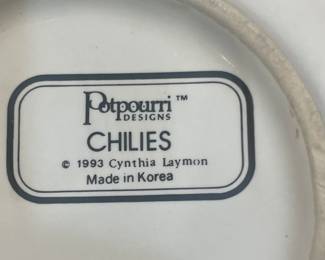 Potpourri™
DESIGNS
CHILIES
© 1993 Cynthia Laymon
Made in Korea